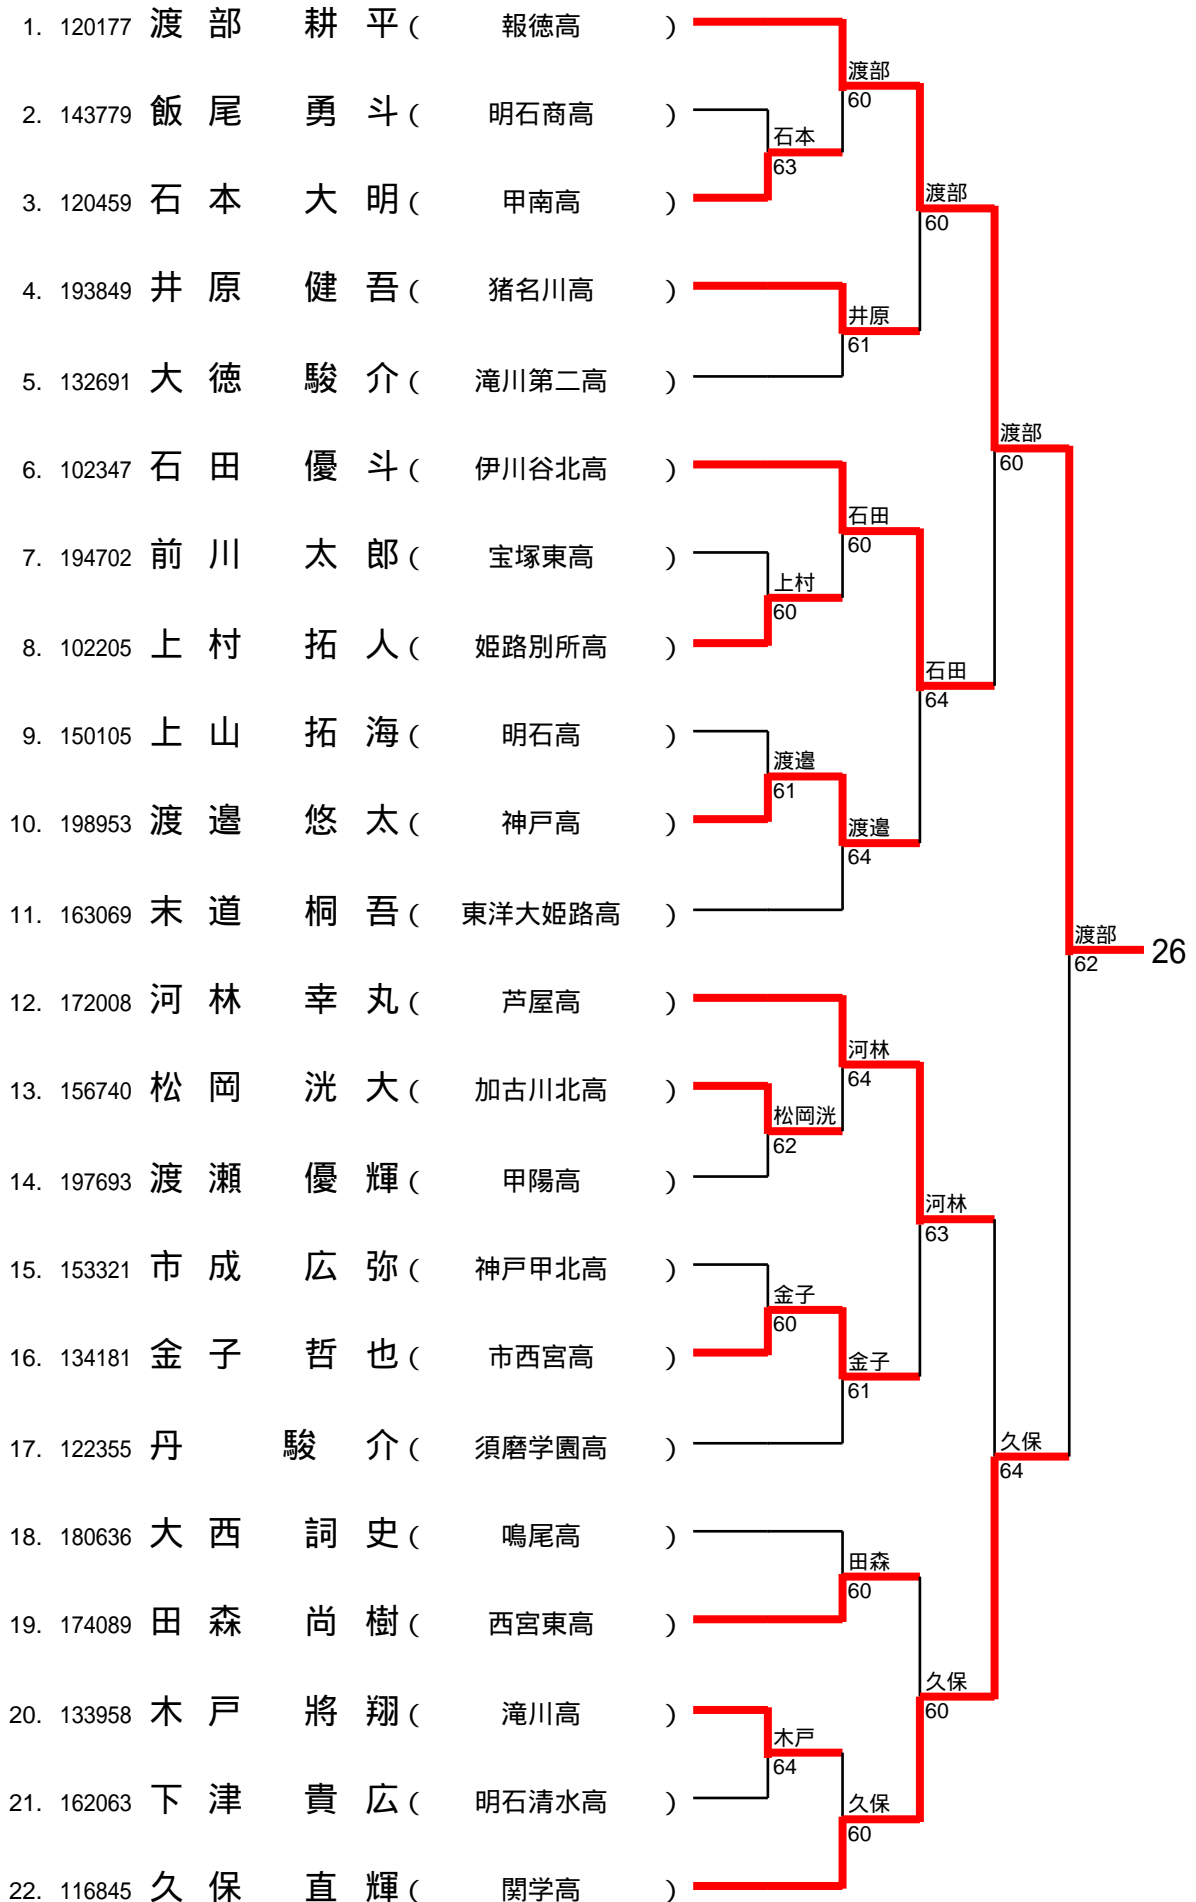 1. 120177 渡部 耕平 ( 報徳高 )
渡部
60
2. 143779 飯尾 勇斗 ( 明石商高 )
石本
63
3. 120459 石本 大明 ( 甲南高 )
渡部
60
4. 193849 井原 健吾 ( 猪名川高 )
井原
61
5. 132691 大徳 駿介 ( 滝川第二高 )
渡部
60
6. 102347 石田 優斗 ( 伊川谷北高 )
石田
60
7. 194702 前川 太郎 ( 宝塚東高 )
上村
60
8. 102205 上村 拓人 ( 姫路別所高 )
石田
64
9. 150105 上山 拓海 ( 明石高 )
渡邉
61
10. 198953 渡邉 悠太 ( 神戸高 )
渡邉
64
11. 163069 末道 桐吾 ( 東洋大姫路高 )
渡部
62
26
12. 172008 河林 幸丸 ( 芦屋高 )
河林
64
13. 156740 松岡 洸大 ( 加古川北高 )
松岡洸
62
14. 197693 渡瀬 優輝 ( 甲陽高 )
河林
63
15. 153321 市成 広弥 ( 神戸甲北高 )
金子
60
16. 134181 金子 哲也 ( 市西宮高 )
金子
61
17. 122355 丹 駿介 ( 須磨学園高 )
久保
64
18. 180636 大西 詞史 ( 鳴尾高 )
田森
60
19. 174089 田森 尚樹 ( 西宮東高 )
久保
60
20. 133958 木戸 將翔 ( 滝川高 )
木戸
64
21. 162063 下津 貴広 ( 明石清水高 )
久保
60
22. 116845 久保 直輝 ( 関学高 )